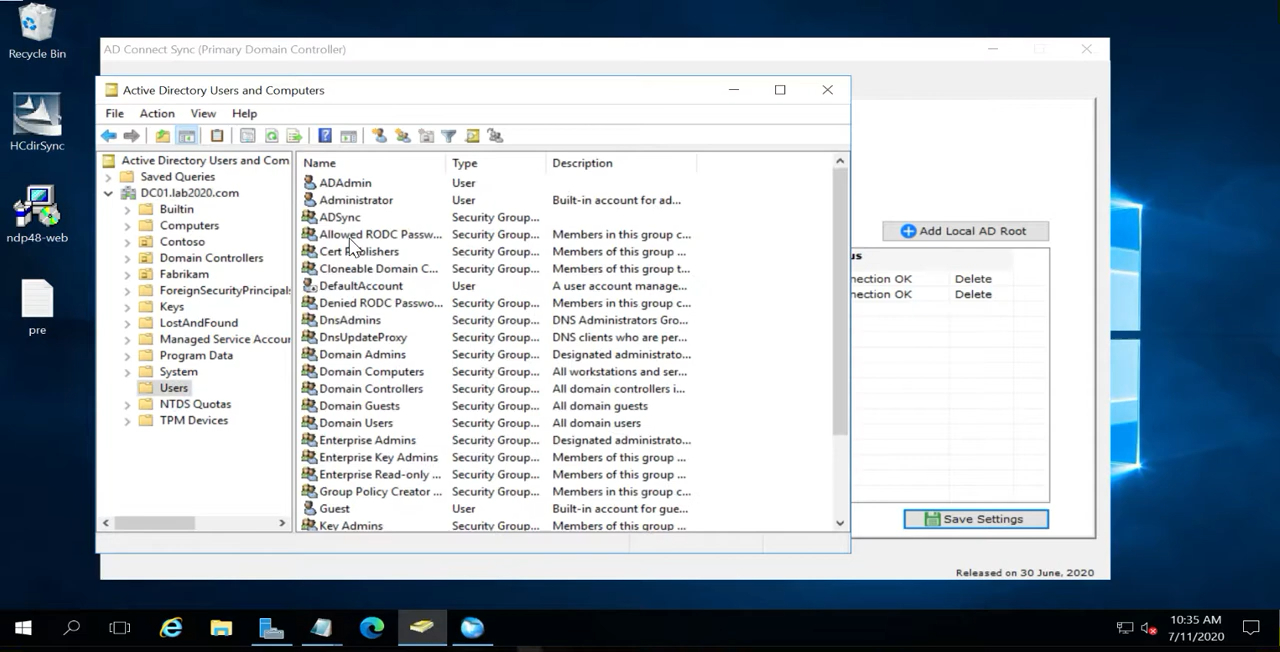 Recycle Bin
HCdirSync
ndp48-web
pre
AD Connect Sync (Primary Domain Controller)
Active Directory Users and Computers
File Action View Help
Active Directory Users and Com
Saved Queries
DC01.lab2020.com
Builtin
Computers
Contoso
Domain Controllers
Fabrikam
ForeignSecurityPrincipals
Keys
LostAndFound
Managed Service Accour
Program Data
System
Users
NTDS Quotas
TPM Devices
Name Type Description
ADAdmin User
Administrator User Built-in account for ad...
ADSync Security Group...
Allowed RODC Passw... Security Group... Members in this group c...
Cert Publishers Security Group... Members of this group ...
Cloneable Domain C... Security Group... Members of this group t...
DefaultAccount User A user account manage...
Denied RODC Passwo... Security Group... Members in this group c...
DnsAdmins Security Group... DNS Administrators Gro...
DnsUpdateProxy Security Group... DNS clients who are per...
Domain Admins Security Group... Designated administrato...
Domain Computers Security Group... All workstations and ser...
Domain Controllers Security Group... All domain controllers i...
Domain Guests Security Group... All domain guests
Domain Users Security Group... All domain users
Enterprise Admins Security Group... Designated administrato...
Enterprise Key Admins Security Group... Members of this group ...
Enterprise Read-only ... Security Group... Members of this group ...
Group Policy Creator ... Security Group... Members in this group c...
Guest User Built-in account for gue...
Key Admins Security Group... Members of this group ...
Add Local AD Root
us
nection OK Delete
nection OK Delete
Save Settings
Released on 30 June, 2020
10:35 AM
7/11/2020